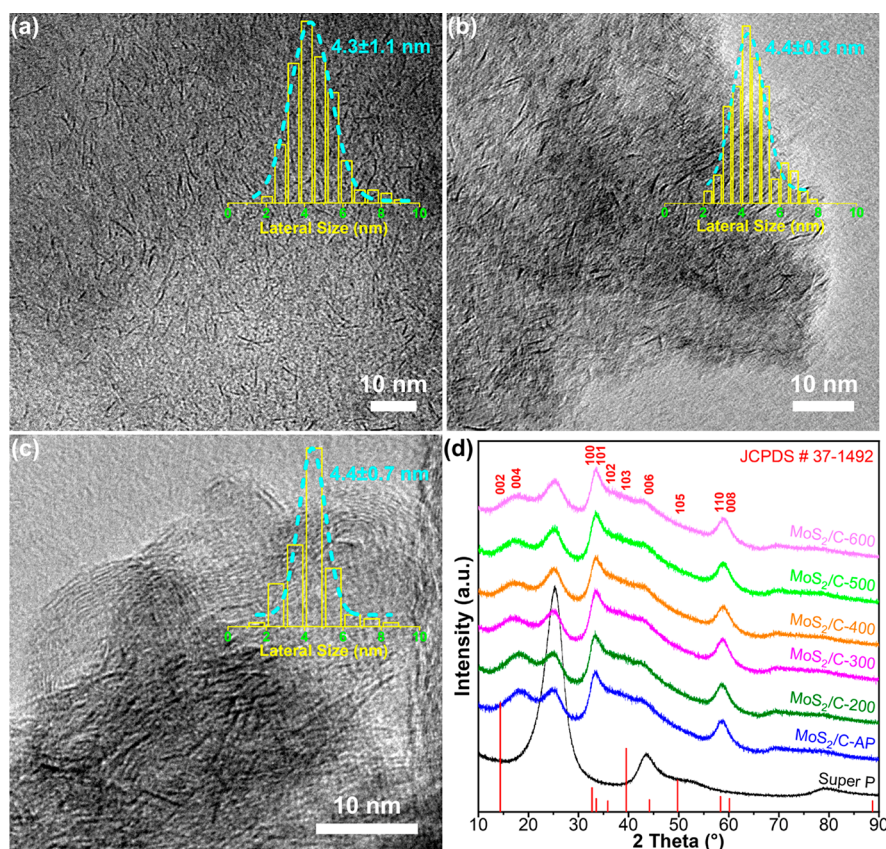 (a)
4.3±1.1 nm
0 2 4 6 8 10
Lateral Size (nm)
10 nm
(b)
4.4±0.8 nm
0 2 4 6 8 10
Lateral Size (nm)
10 nm
(c)
4.4±0.7 nm
0 2 4 6 8 10
Lateral Size (nm)
10 nm
(d)
JCPDS # 37-1492
002
004
100
101
102
103
006
105
110
008
MoS2/C-600
MoS2/C-500
MoS2/C-400
MoS2/C-300
MoS2/C-200
MoS2/C-AP
Super P
Intensity (a.u.)
10 20 30 40 50 60 70 80 90
2 Theta (°)